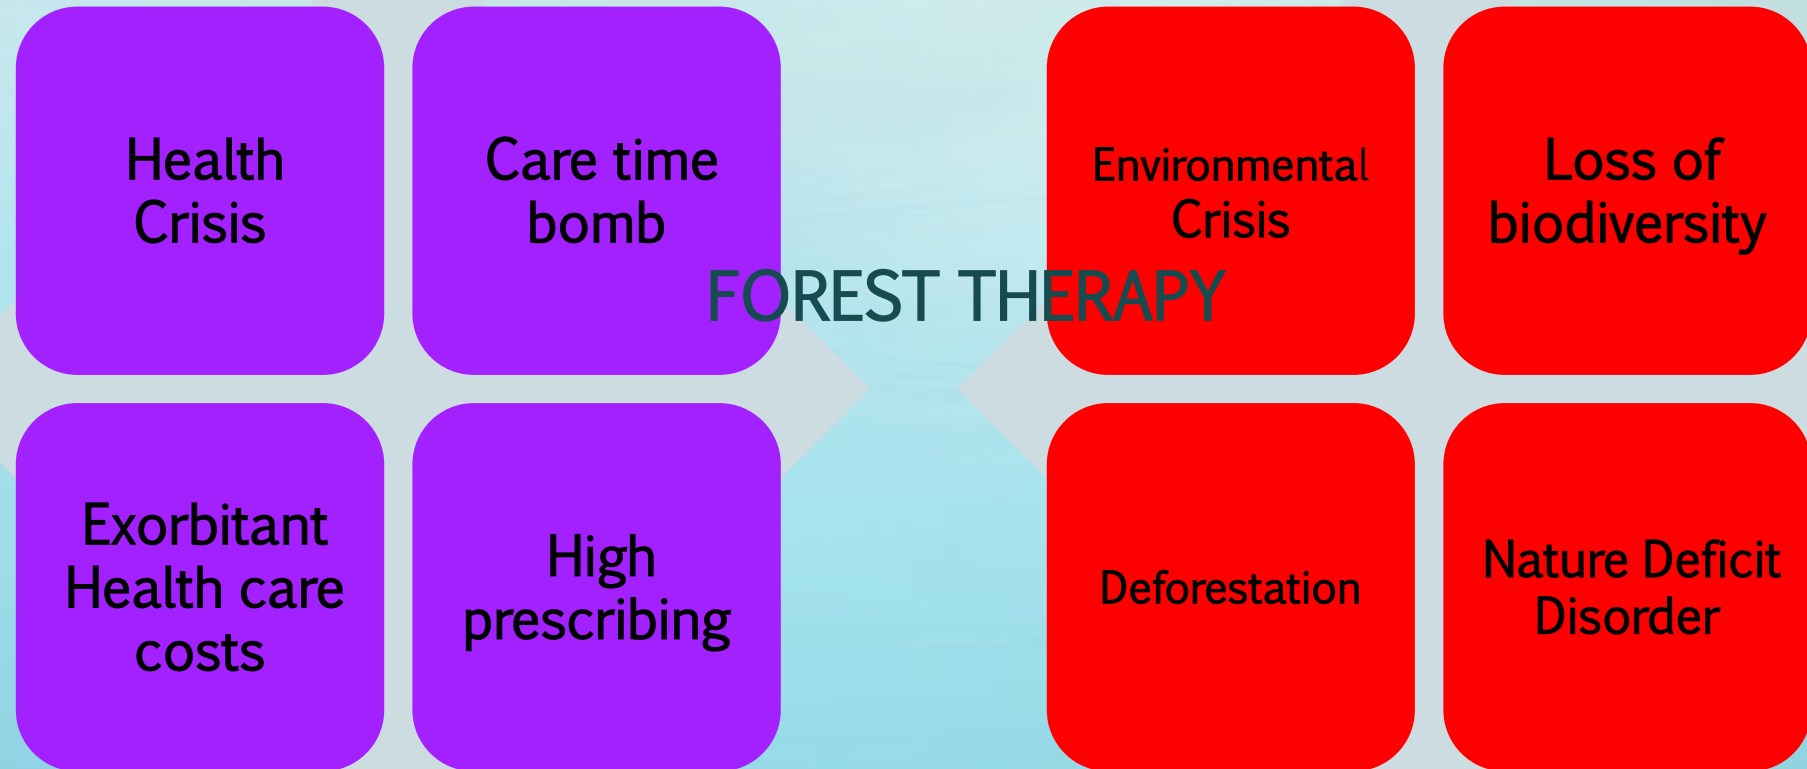 Health
Crisis
Care time
bomb
Exorbitant
Health care
costs
High
prescribing
FOREST THERAPY
Environmental
Crisis
Loss of
biodiversity
Deforestation
Nature Deficit
Disorder